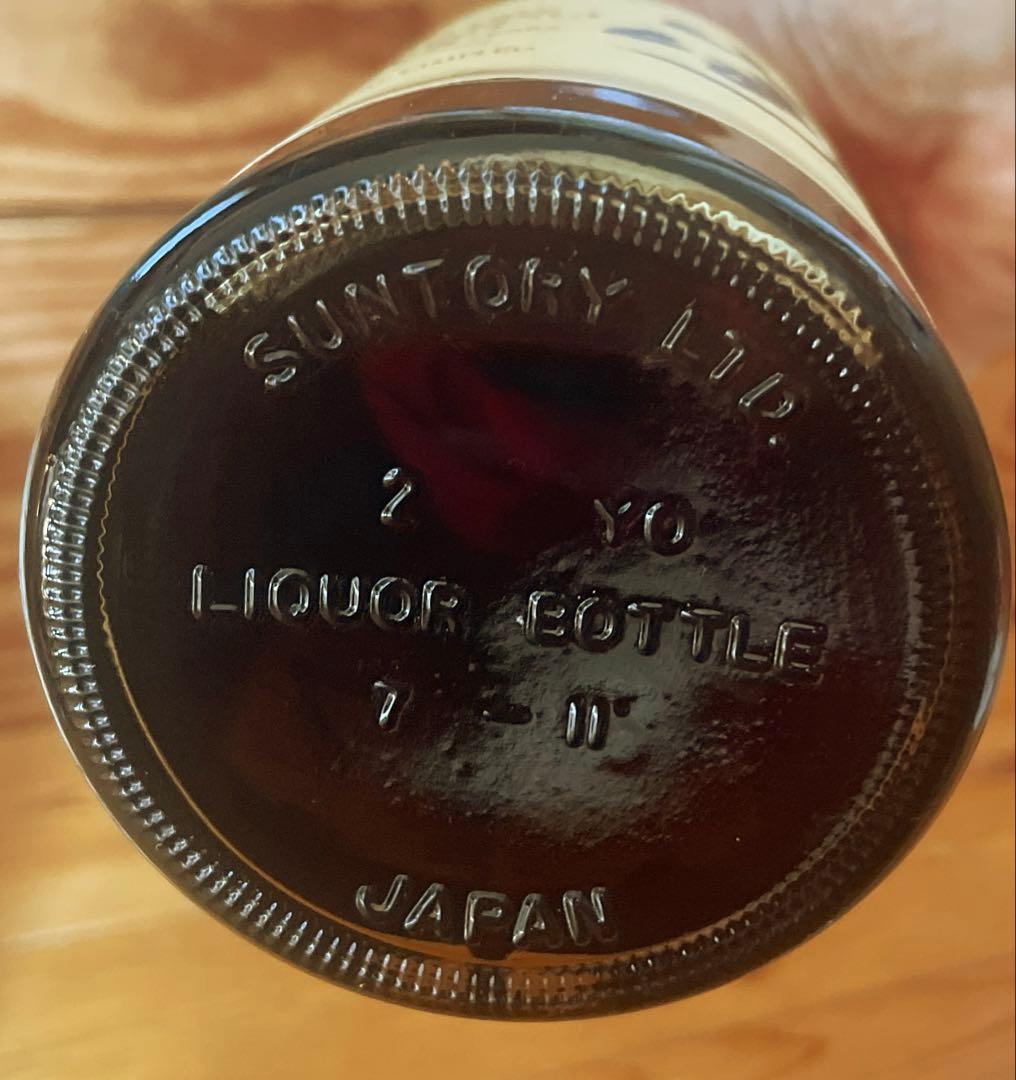 SUNTORY LTD.
2 YO
LIQUOR BOTTLE
7 - 11
JAPAN